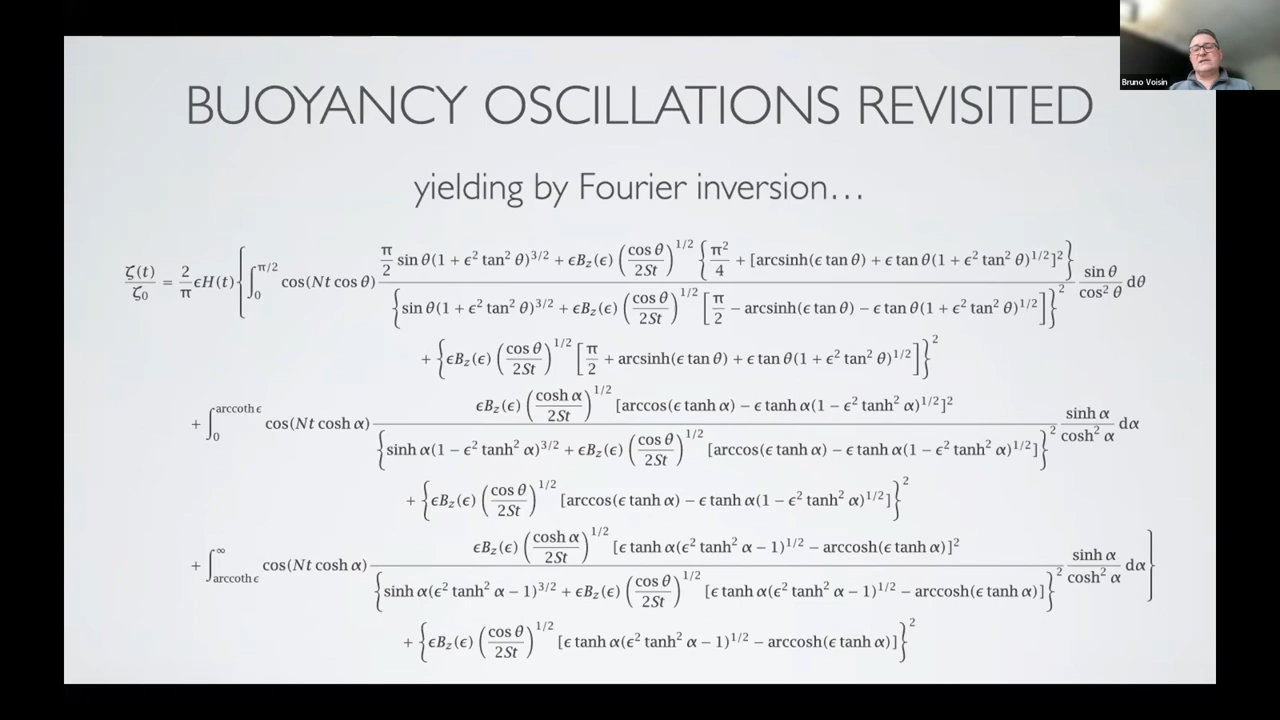 Bruno Voisin
BUOYANCY OSCILLATIONS REVISITED
yielding by Fourier inversion…
ζ(t)/ζ₀ = 2/π ϵH(t){∫₀^{π/2} cos(Nt cos θ) π/2 sin θ(1 + ϵ² tan² θ)^{3/2} + ϵB_z(ϵ) (cos θ/2St)^{1/2} {π²/4 + [arcsinh(ϵ tan θ) + ϵ tan θ(1 + ϵ² tan² θ)^{1/2}]²} sin θ/cos² θ dθ
{sin θ(1 + ϵ² tan² θ)^{3/2} + ϵB_z(ϵ) (cos θ/2St)^{1/2} [π/2 − arcsinh(ϵ tan θ) − ϵ tan θ(1 + ϵ² tan² θ)^{1/2}]}²
+ {ϵB_z(ϵ) (cos θ/2St)^{1/2} [π/2 + arcsinh(ϵ tan θ) + ϵ tan θ(1 + ϵ² tan² θ)^{1/2}]}²
+ ∫₀^{arccoth ϵ} cos(Nt cosh α) ϵB_z(ϵ) (cosh α/2St)^{1/2} [arccos(ϵ tanh α) − ϵ tanh α(1 − ϵ² tanh² α)^{1/2}]² sinh α/cosh² α dα
{sinh α(1 − ϵ² tanh² α)^{3/2} + ϵB_z(ϵ) (cos θ/2St)^{1/2} [arccos(ϵ tanh α) − ϵ tanh α(1 − ϵ² tanh² α)^{1/2}]}²
+ {ϵB_z(ϵ) (cos θ/2St)^{1/2} [arccos(ϵ tanh α) − ϵ tanh α(1 − ϵ² tanh² α)^{1/2}]}²
+ ∫_{arccoth ϵ}^∞ cos(Nt cosh α) ϵB_z(ϵ) (cosh α/2St)^{1/2} [ϵ tanh α(ϵ² tanh² α − 1)^{1/2} − arccosh(ϵ tanh α)]² sinh α/cosh² α dα}
{sinh α(ϵ² tanh² α − 1)^{3/2} + ϵB_z(ϵ) (cos θ/2St)^{1/2} [ϵ tanh α(ϵ² tanh² α − 1)^{1/2} − arccosh(ϵ tanh α)]}²
+ {ϵB_z(ϵ) (cos θ/2St)^{1/2} [ϵ tanh α(ϵ² tanh² α − 1)^{1/2} − arccosh(ϵ tanh α)]}²